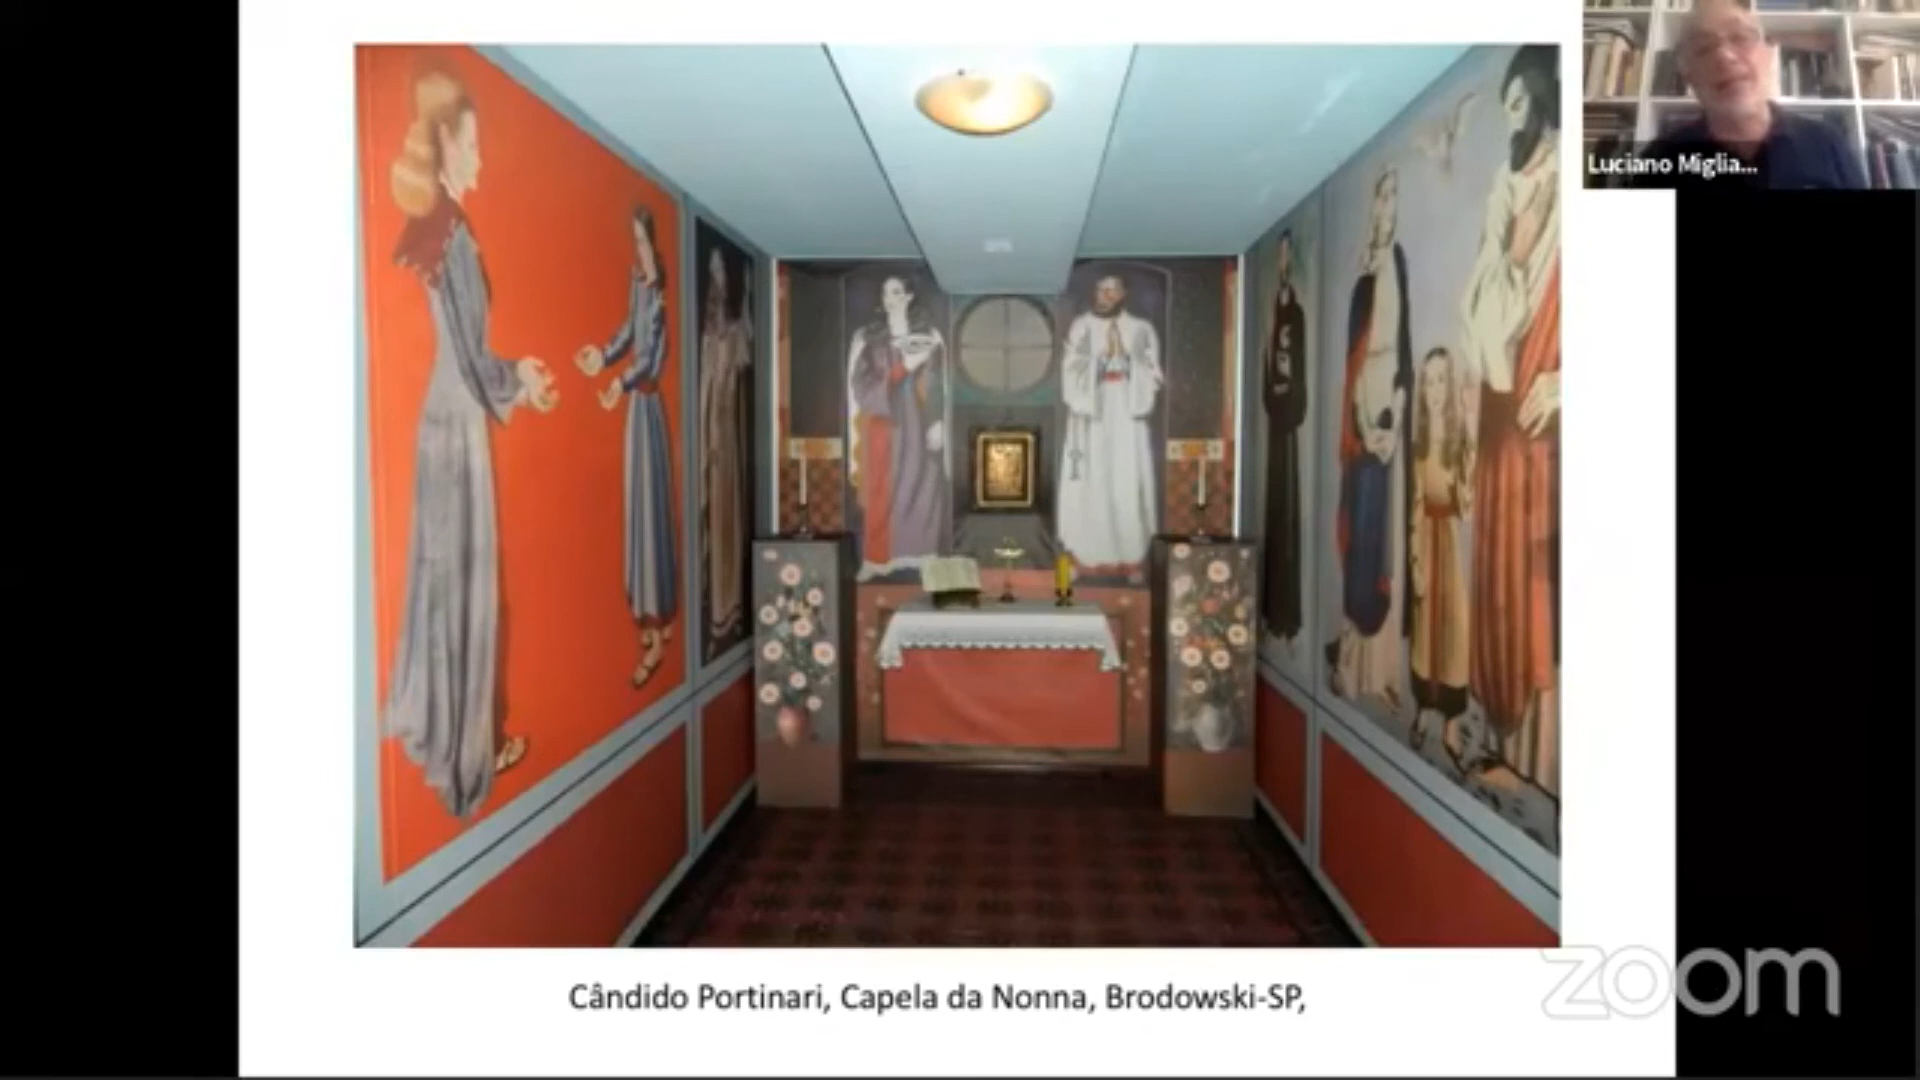 Luciano Miglia...
Cândido Portinari, Capela da Nonna, Brodowski-SP,
zoom